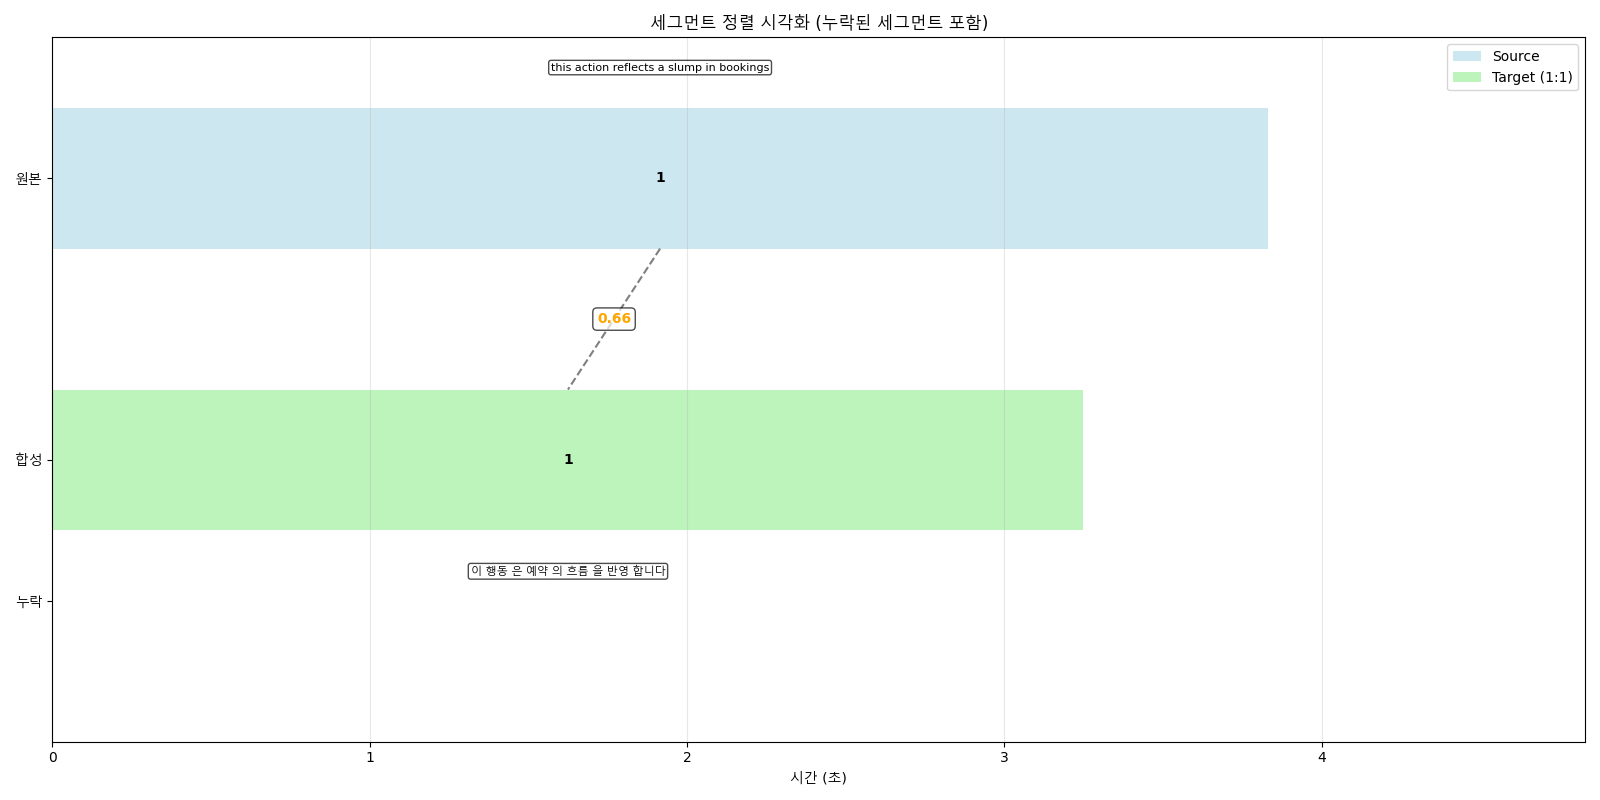 세그먼트 정렬 시각화 (누락된 세그먼트 포함)
Source
Target (1:1)
this action reflects a slump in bookings
원본
1
0.66
합성
1
이 행동 은 예약 의 흐름 을 반영 합니다
누락
0 1 2 3 4
시간 (초)